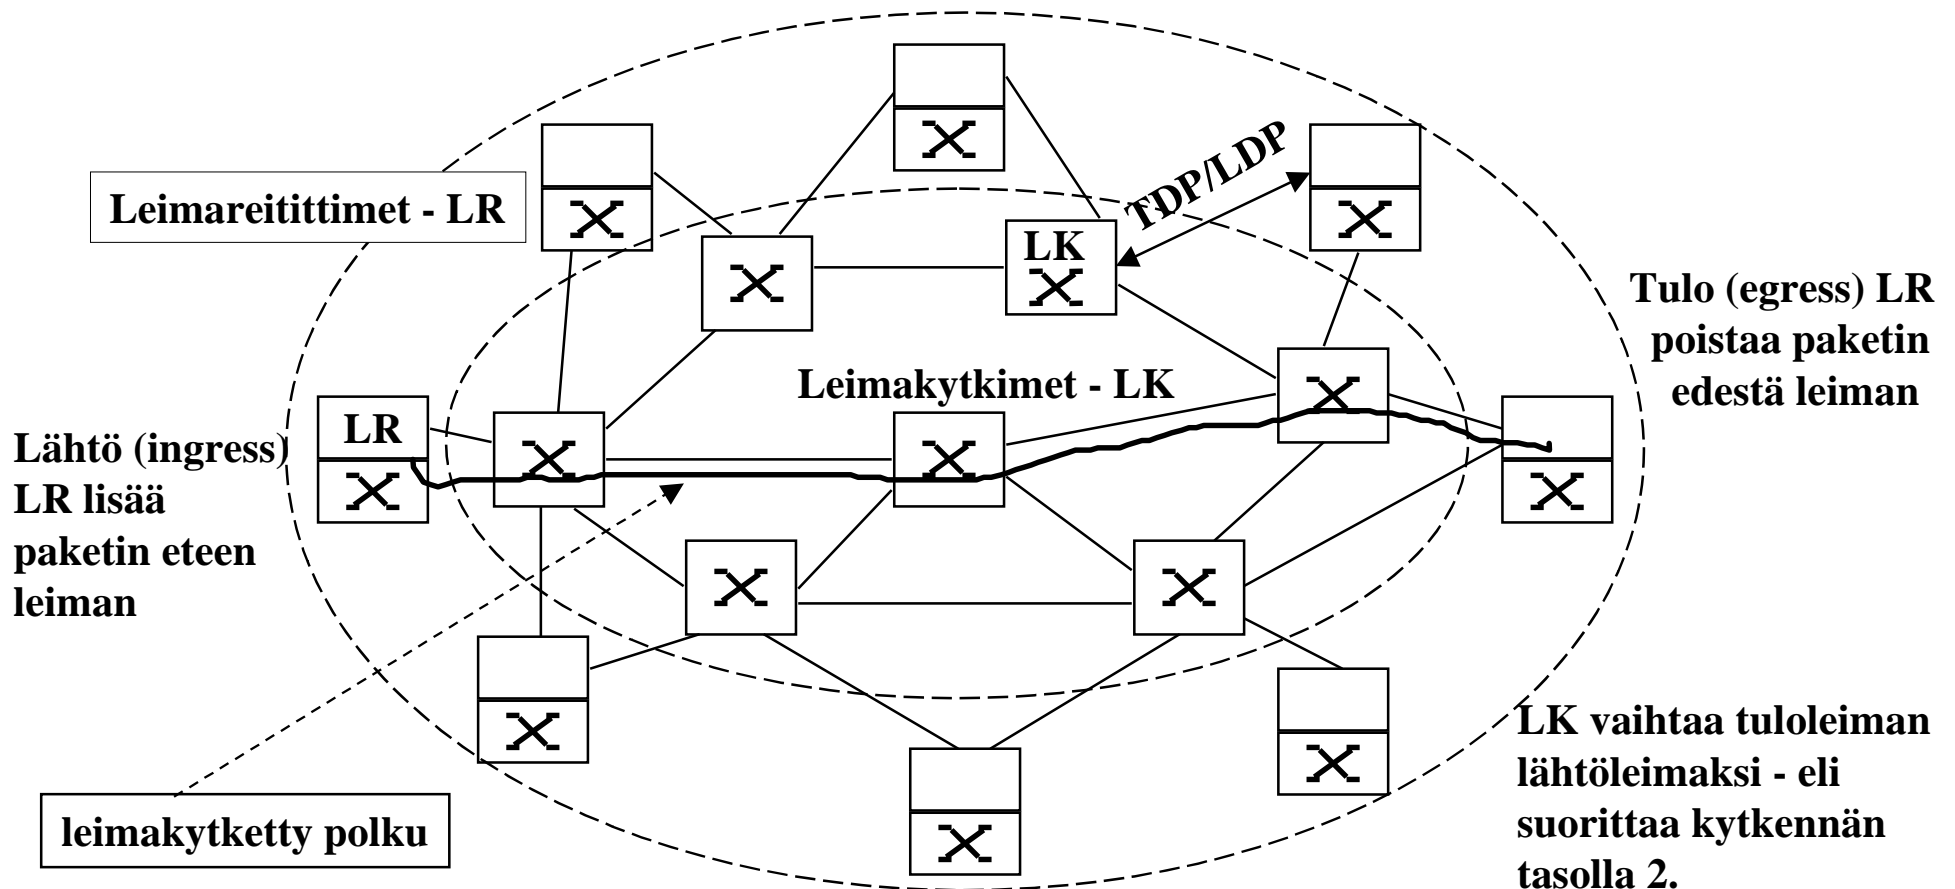 TDP/LDP
Leimareitittimet - LR
LK
Tulo (egress) LR
poistaa paketin
edestä leiman
Leimakytkimet - LK
LR
Lähtö (ingress)
LR lisää
paketin eteen
leiman
leimakytketty polku
LK vaihtaa tuloleiman
lähtöleimaksi - eli
suorittaa kytkennän
tasolla 2.